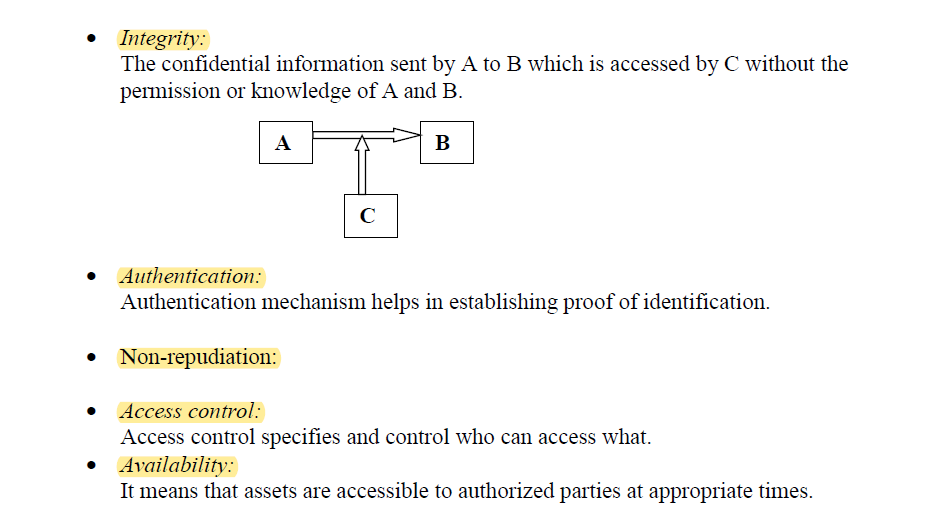 • Integrity:
The confidential information sent by A to B which is accessed by C without the
permission or knowledge of A and B.
A
B
C
• Authentication:
Authentication mechanism helps in establishing proof of identification.
• Non-repudiation:
• Access control:
Access control specifies and control who can access what.
• Availability:
It means that assets are accessible to authorized parties at appropriate times.